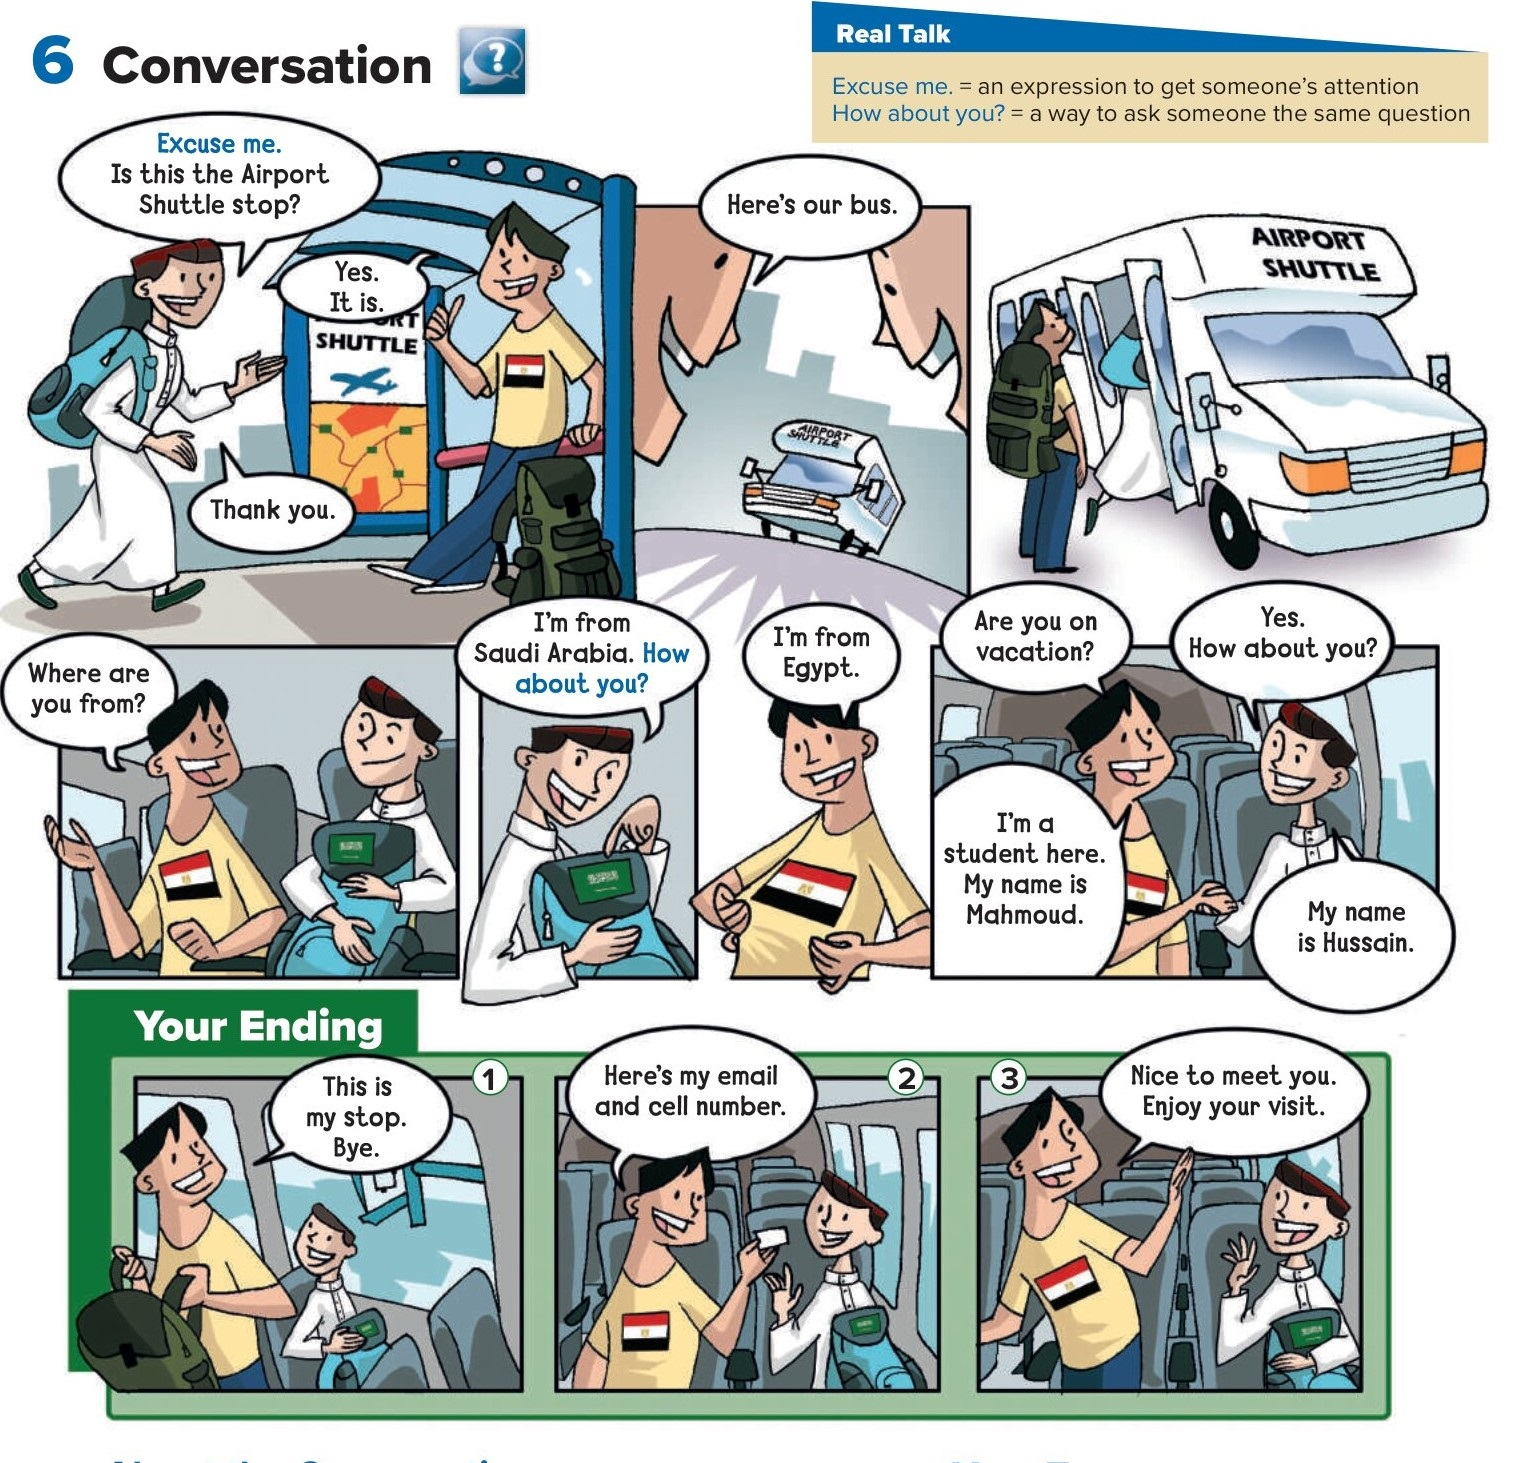 6 Conversation
?
Real Talk
Excuse me. = an expression to get someone's attention
How about you? = a way to ask someone the same question
Excuse me.
Is this the Airport
Shuttle stop?
Yes.
It is.
SHUTTLE
Thank you.
Here's our bus.
AIRPORT
SHUTTLE
AIRPORT
SHUTTLE
Where are
you from?
I'm from
Saudi Arabia. How
about you?
I'm from
Egypt.
Are you on
vacation?
Yes.
How about you?
I'm a
student here.
My name is
Mahmoud.
My name
is Hussain.
Your Ending
1
This is
my stop.
Bye.
2
Here's my email
and cell number.
3
Nice to meet you.
Enjoy your visit.